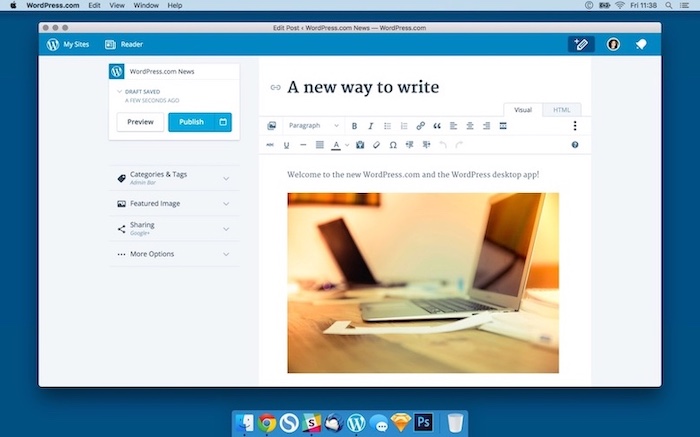 WordPress.com Edit View Window Help
Fri 11:38
Edit Post ‹ WordPress.com News — WordPress.com
My Sites Reader
WordPress.com News
DRAFT SAVED
A FEW SECONDS AGO
Preview Publish
Categories & Tags
Admin Bar
Featured Image
Sharing
Google+
More Options
A new way to write
Visual HTML
Paragraph B I
ABC U A Ω
Welcome to the new WordPress.com and the WordPress desktop app!
Ps